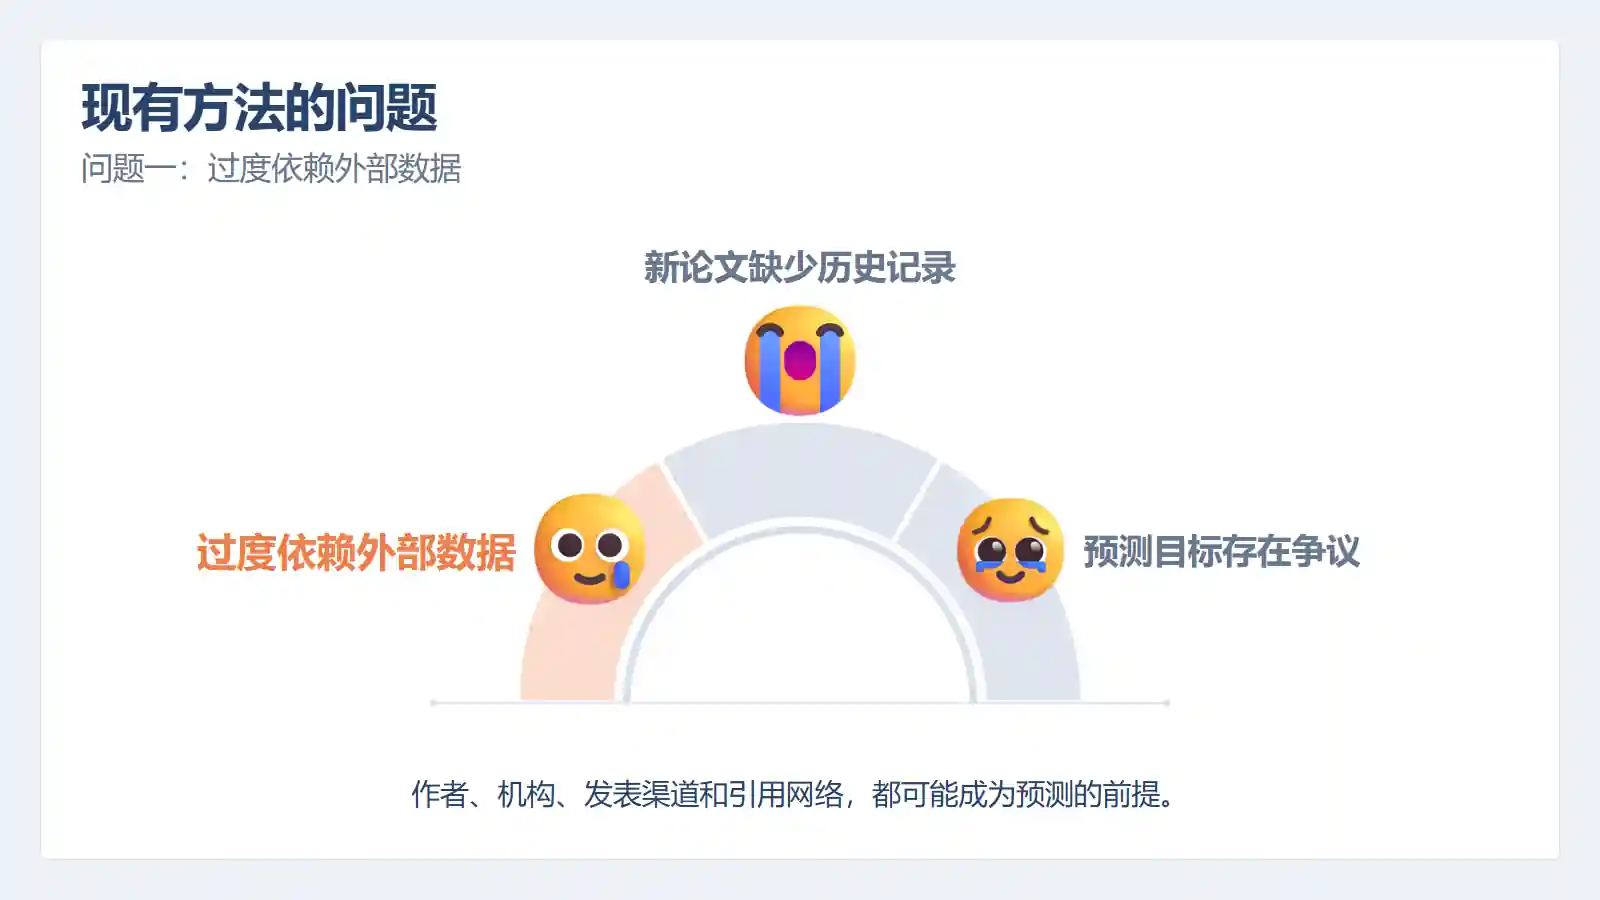 现有方法的问题
问题一：过度依赖外部数据
新论文缺少历史记录
过度依赖外部数据
预测目标存在争议
作者、机构、发表渠道和引用网络，都可能成为预测的前提。